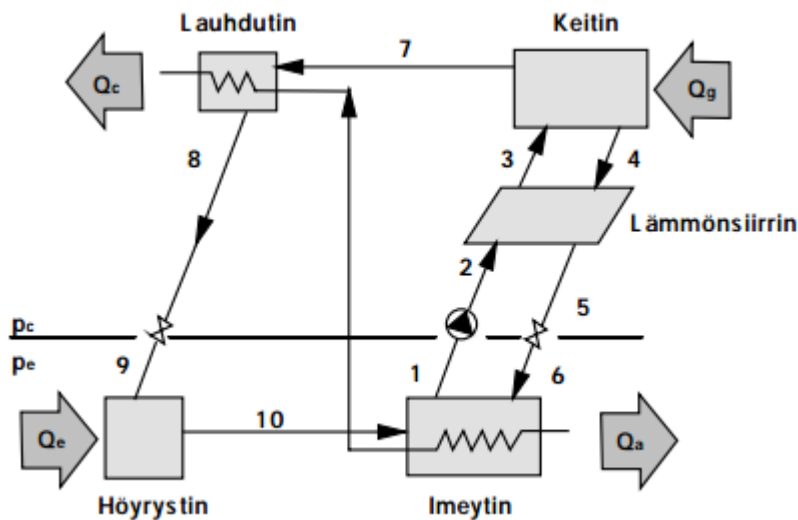 Lauhdutin
Keitin
7
Qc
Qg
8
3
4
Lämmönsiirrin
2
5
pc
pe
9
1
6
10
Qe
Qa
Höyrystin
Imeytin